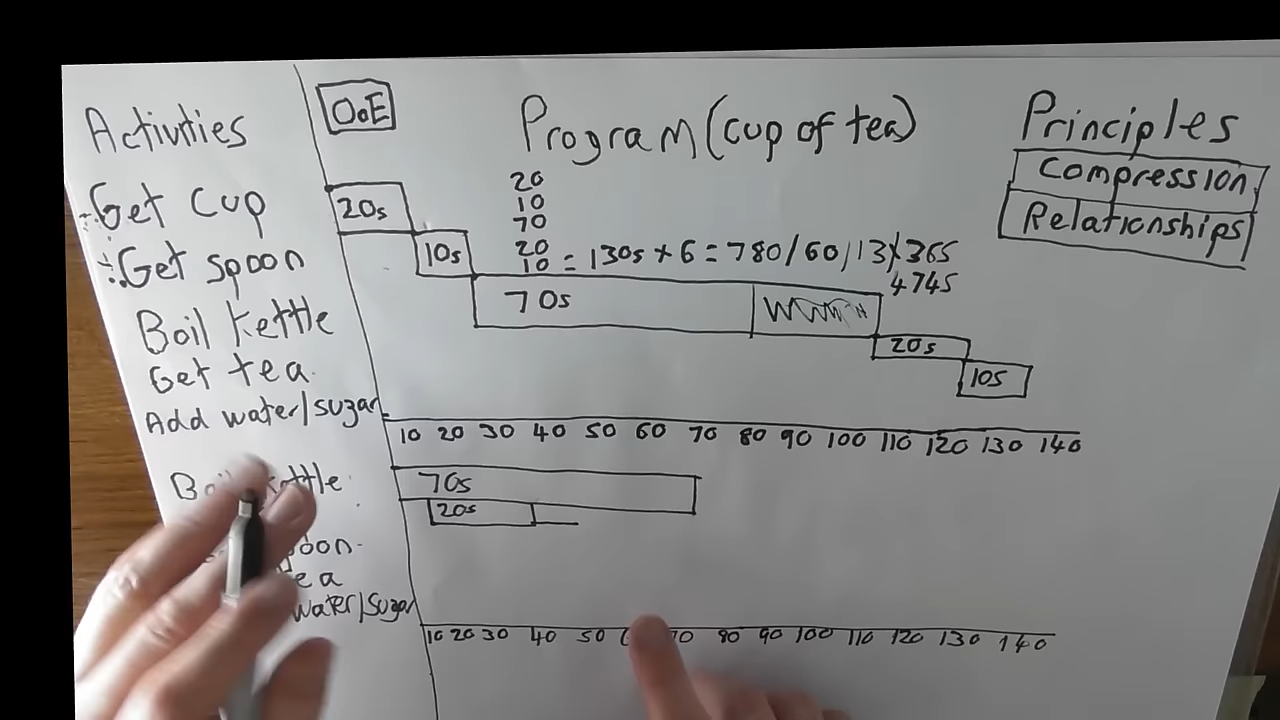 Activities
OoE
Program (cup of tea)
Principles
Compression
Relationships
Get cup
Get spoon
Boil Kettle
Get tea
Add water/sugar
20s
10s
20
10
70
20
10 = 130s × 6 = 780/60, 13 × 365
4745
70s
20s
10s
10 20 30 40 50 60 70 80 90 100 110 120 130 140
Boil kettle
water/sugar
70s
20s
10 20 30 40 50 70 80 90 100 110 120 130 140